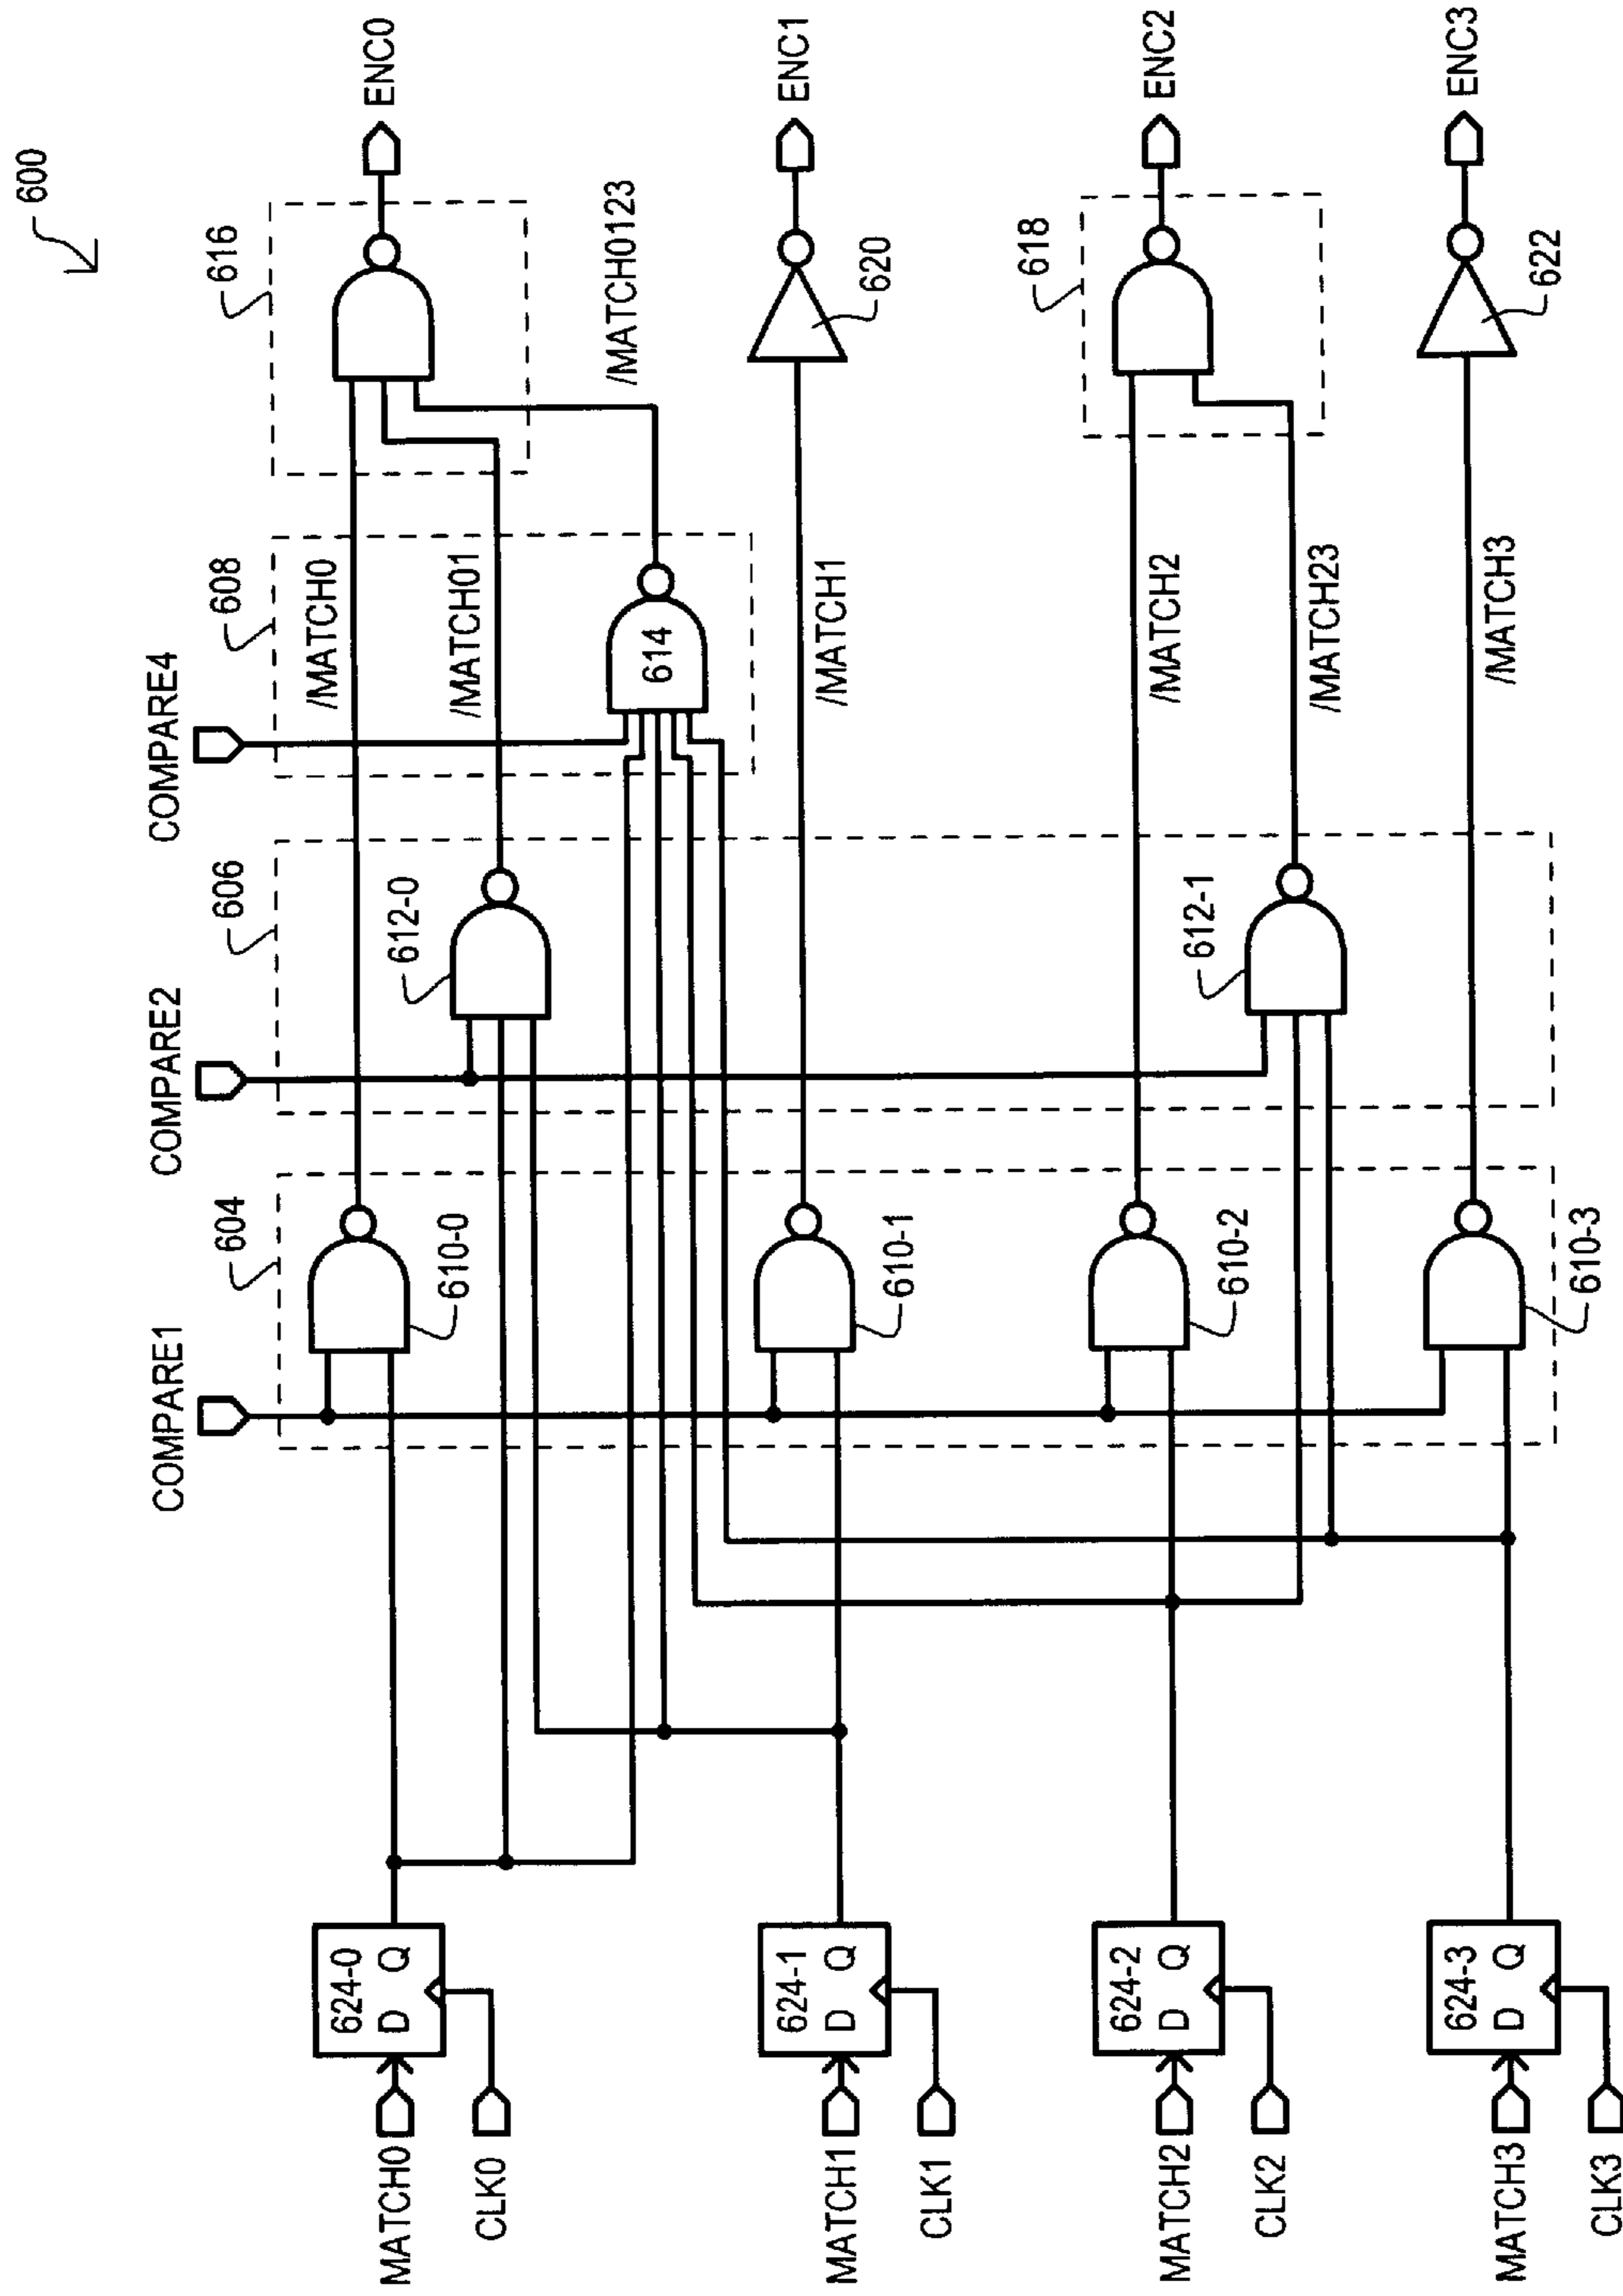 600
COMPARE1
COMPARE2
COMPARE4
604
606
608
616
ENC0
MATCH0
CLK0
624-0
D Q
610-0
612-0
/MATCH0
/MATCH01
614
/MATCH0123
MATCH1
CLK1
624-1
D Q
610-1
/MATCH1
620
ENC1
MATCH2
CLK2
624-2
D Q
610-2
612-1
/MATCH2
/MATCH23
618
ENC2
MATCH3
CLK3
624-3
D Q
610-3
/MATCH3
622
ENC3